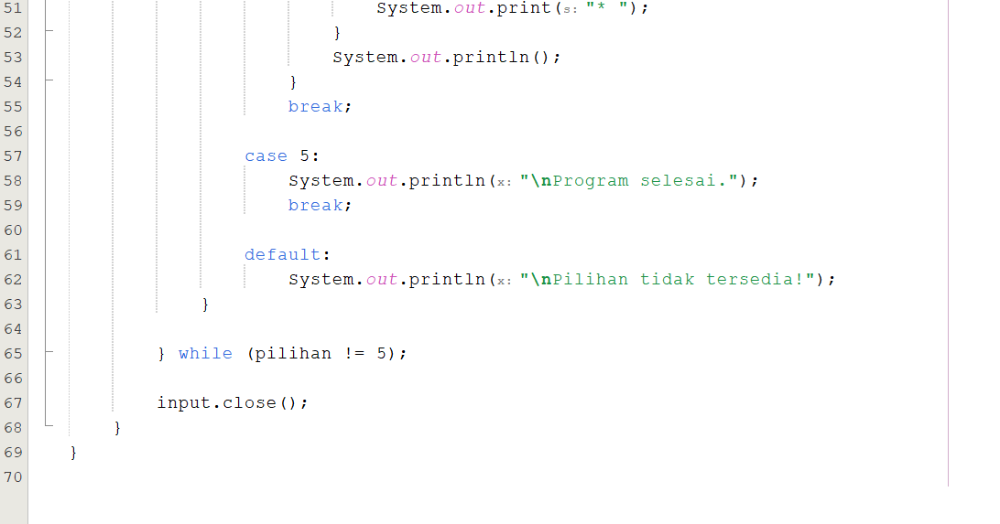 51 System.out.print(s: "* ");
52 }
53 System.out.println();
54 }
55 break;
56
57 case 5:
58 System.out.println(x: "\nProgram selesai.");
59 break;
60
61 default:
62 System.out.println(x: "\nPilihan tidak tersedia!");
63 }
64
65 } while (pilihan != 5);
66
67 input.close();
68 }
69 }
70